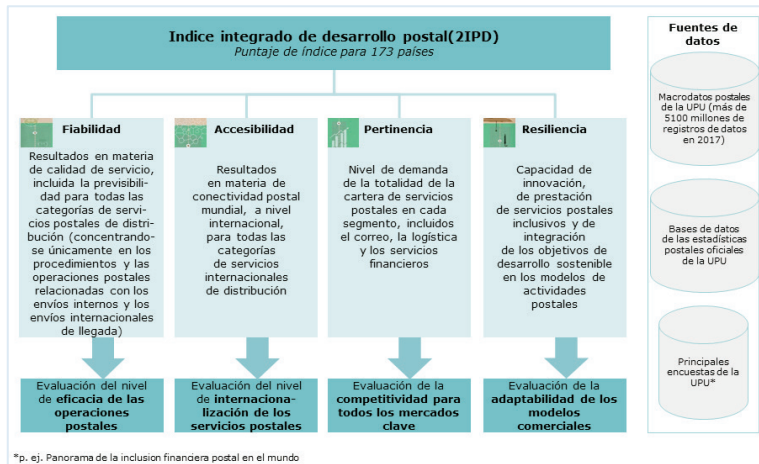 Indice integrado de desarrollo postal(2IPD)
Puntaje de índice para 173 países
Fiabilidad
Resultados en materia
de calidad de servicio,
incluida la previsibili-
dad para todas las
categorías de servi-
cios postales de distri-
bución (concentrando-
se únicamente en los
procedimientos y las
operaciones postales
relacionadas con los
envíos internos y los
envíos internacionales
de llegada)
Evaluación del nivel
de eficacia de las
operaciones
postales
Accesibilidad
Resultados
en materia de
conectividad postal
mundial, a nivel
internacional,
para todas las
categorías
de servicios
internacionales
de distribución
Evaluación del nivel
de internaciona-
lización de los
servicios postales
Pertinencia
Nivel de demanda
de la totalidad de la
cartera de servicios
postales en cada
segmento, incluidos
el correo, la logística
y los servicios
financieros
Evaluación de la
competitividad para
todos los mercados
clave
Resiliencia
Capacidad de
innovación,
de prestación
de servicios postales
inclusivos y de
integración
de los objetivos de
desarrollo sostenible
en los modelos de
actividades
postales
Evaluación de la
adaptabilidad de los
modelos
comerciales
Fuentes de
datos
Macrodatos postales
de la UPU (más de
5100 millones de
registros de datos
en 2017)
Bases de datos
de las estadísticas
postales oficiales
de la UPU
Principales
encuestas de la
UPU*
*p. ej. Panorama de la inclusion financiera postal en el mundo